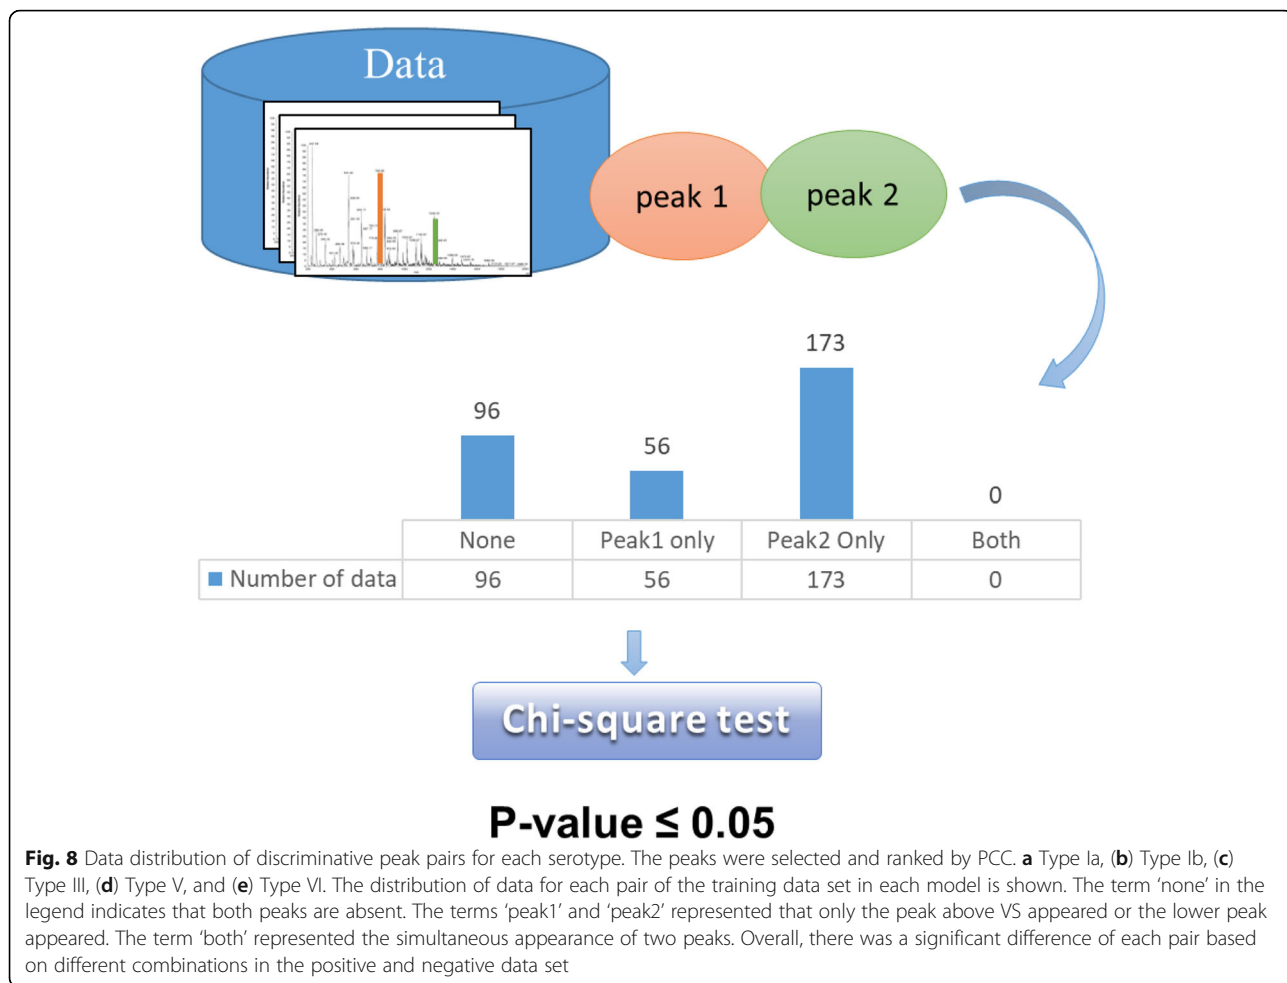 Data
peak 1
peak 2
173
96
56
0
None Peak1 only Peak2 Only Both
Number of data 96 56 173 0
Chi-square test
P-value ≤ 0.05
Fig. 8 Data distribution of discriminative peak pairs for each serotype. The peaks were selected and ranked by PCC. a Type Ia, (b) Type Ib, (c)
Type III, (d) Type V, and (e) Type VI. The distribution of data for each pair of the training data set in each model is shown. The term ‘none’ in the
legend indicates that both peaks are absent. The terms ‘peak1’ and ‘peak2’ represented that only the peak above VS appeared or the lower peak
appeared. The term ‘both’ represented the simultaneous appearance of two peaks. Overall, there was a significant difference of each pair based
on different combinations in the positive and negative data set